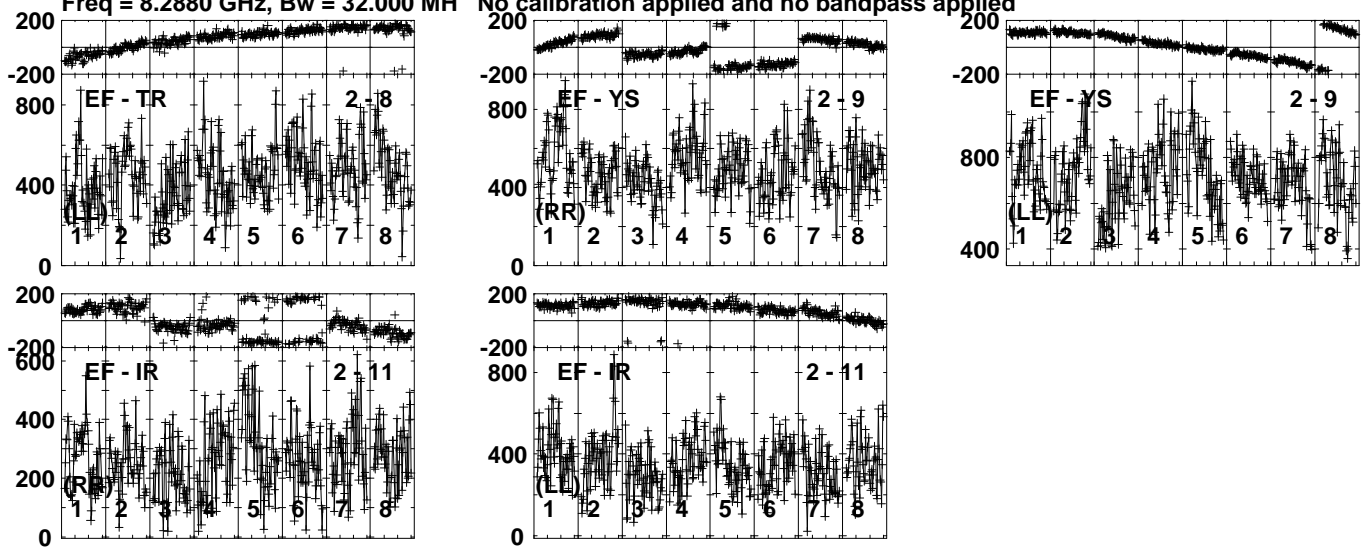 Freq = 8.2880 GHz, Bw = 32.000 MH No calibration applied and no bandpass applied
200
-200
EF - TR 2 - 8
800
400
(LL)
1 2 3 4 5 6 7 8
0
200
-200
EF - YS 2 - 9
800
400
(RR)
1 2 3 4 5 6 7 8
0
200
-200
EF - YS 2 - 9
800
(LL)
1 2 3 4 5 6 7 8
400
200
-200
600
EF - IR 2 - 11
400
200
(RR)
1 2 3 4 5 6 7 8
0
200
-200
EF - IR 2 - 11
800
400
(LL)
1 2 3 4 5 6 7 8
0